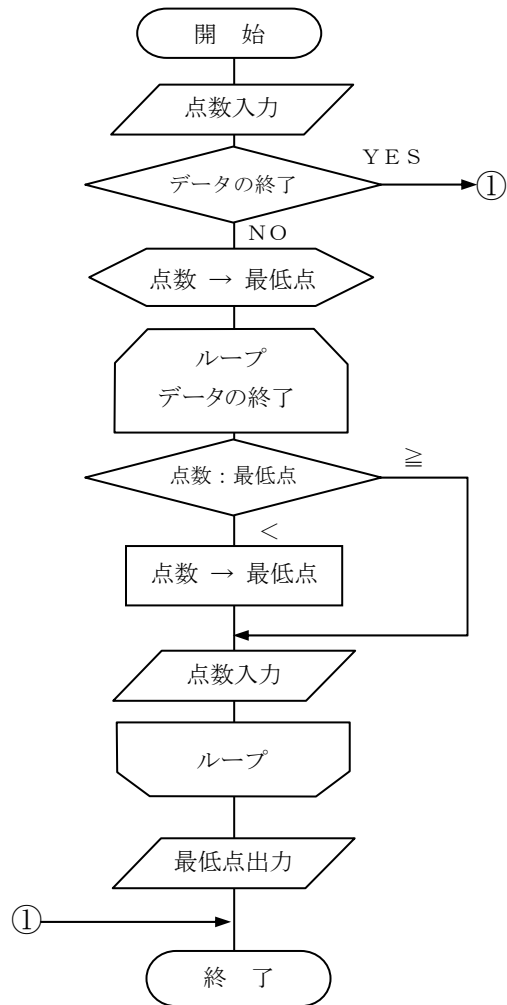 開 始
点数入力
YES
データの終了
①
NO
点数 → 最低点
ループ
データの終了
点数：最低点
≧
＜
点数 → 最低点
点数入力
ループ
最低点出力
①
終 了